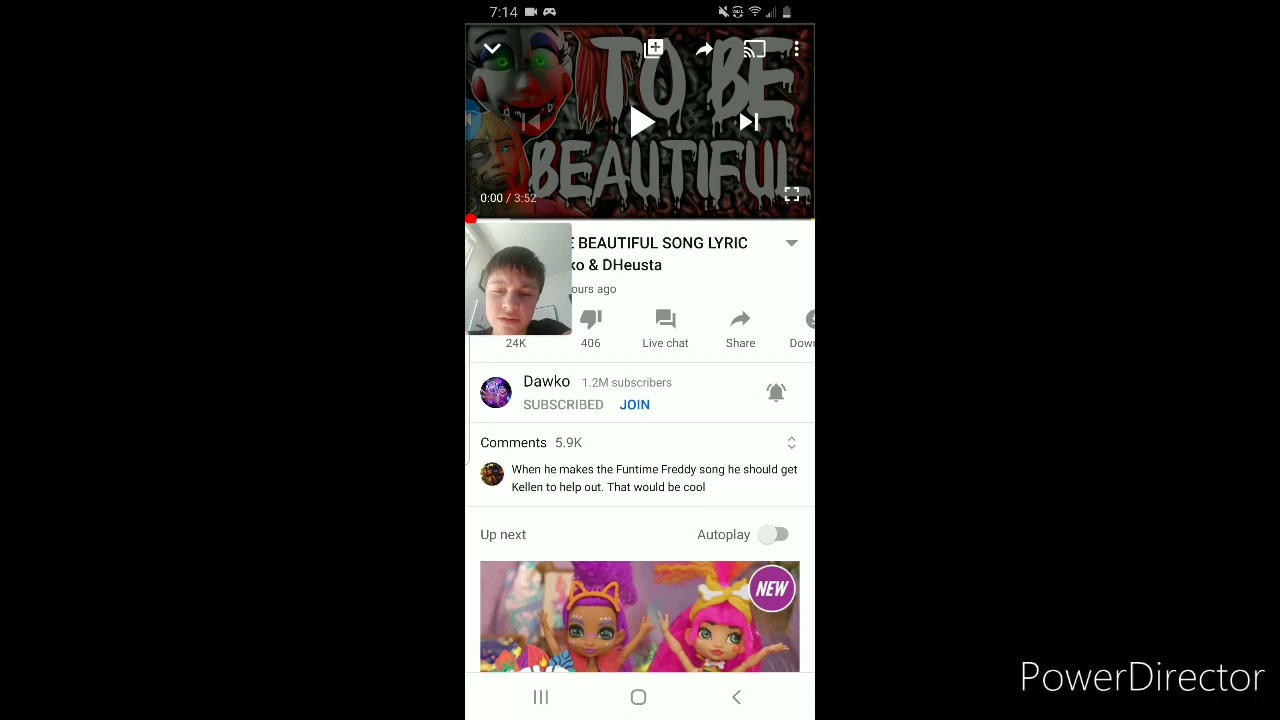 7:14
TO BE
BEAUTIFUL
0:00 / 3:52
E BEAUTIFUL SONG LYRIC
ko & DHeusta
ours ago
24K
406
Live chat
Share
Down
Dawko 1.2M subscribers
SUBSCRIBED JOIN
Comments 5.9K
When he makes the Funtime Freddy song he should get
Kellen to help out. That would be cool
Up next
Autoplay
NEW
PowerDirector